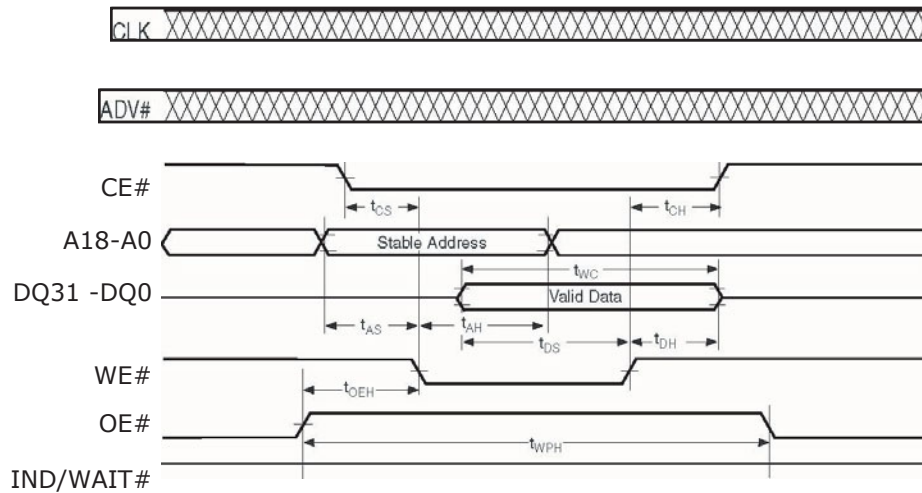 CLK
ADV#
CE#
tCS
tCH
A18-A0
Stable Address
tWC
DQ31 -DQ0
Valid Data
tAS
tAH
tDS
tDH
WE#
tOEH
OE#
tWPH
IND/WAIT#